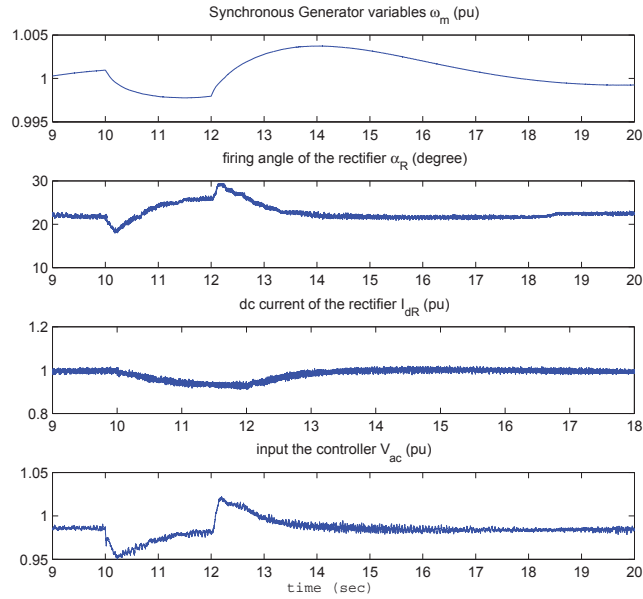 Synchronous Generator variables ω_m (pu)
1.005
1
0.995
9 10 11 12 13 14 15 16 17 18 19 20
firing angle of the rectifier α_R (degree)
30
20
10
9 10 11 12 13 14 15 16 17 18 19 20
dc current of the rectifier I_dR (pu)
1.2
1
0.8
9 10 11 12 13 14 15 16 17 18
input the controller V_ac (pu)
1.05
1
0.95
9 10 11 12 13 14 15 16 17 18 19 20
time (sec)